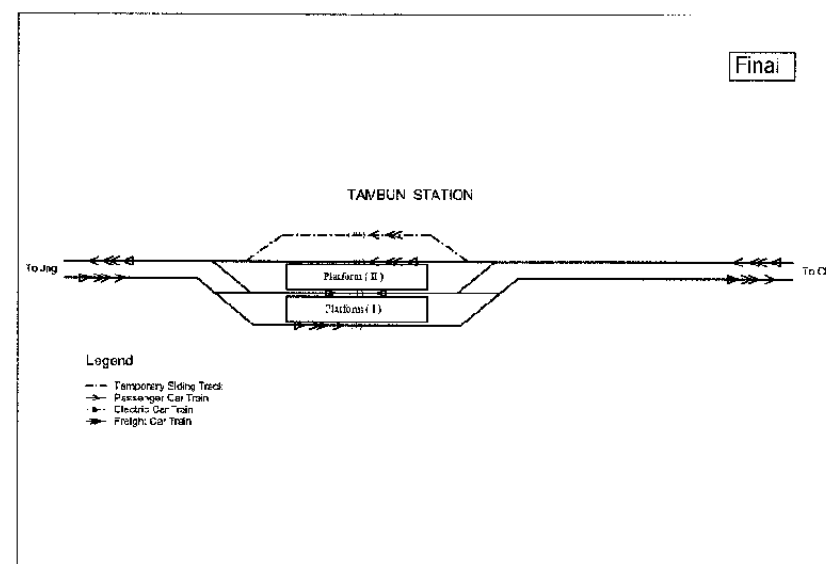 Final
TAMBUN STATION
To Jng
Platform ( II )
To Ci
Platform ( I )
Legend
Temporary Siding Track
Passenger Car Train
Electric Car Train
Freight Car Train